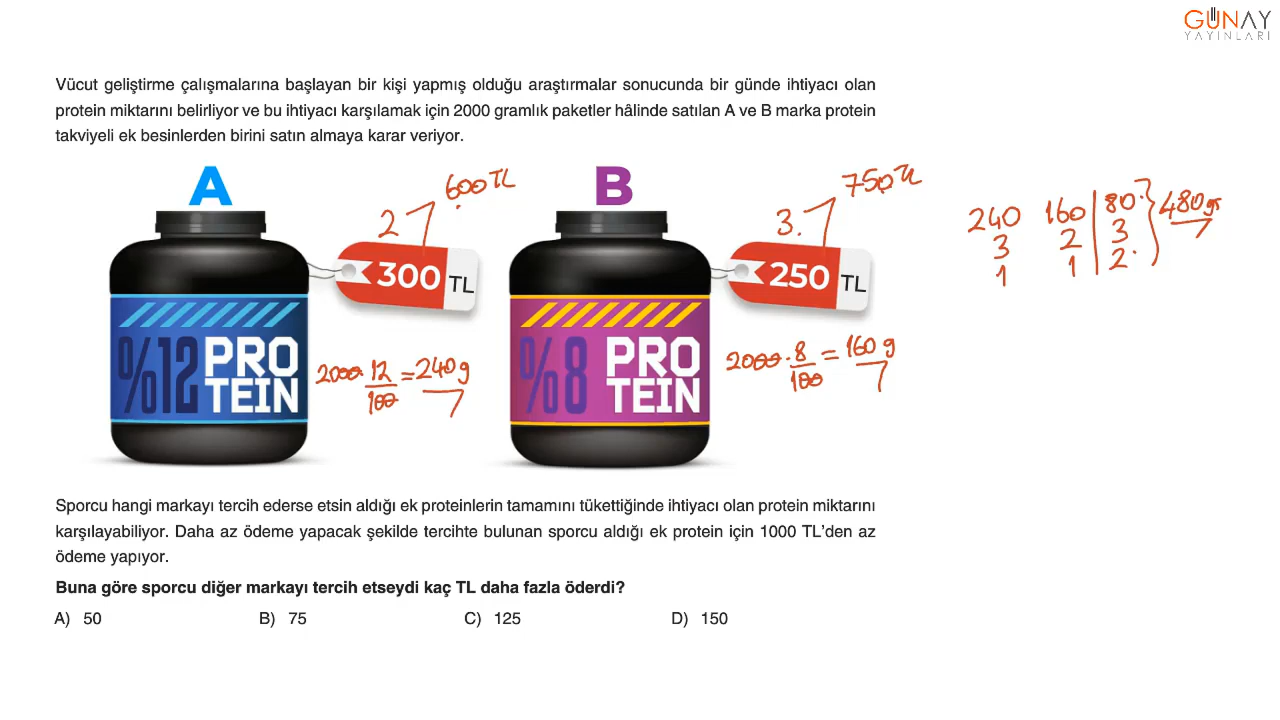 GÜNAY
YAYINLARI
Vücut geliştirme çalışmalarına başlayan bir kişi yapmış olduğu araştırmalar sonucunda bir günde ihtiyacı olan
protein miktarını belirliyor ve bu ihtiyacı karşılamak için 2000 gramlık paketler hâlinde satılan A ve B marka protein
takviyeli ek besinlerden birini satın almaya karar veriyor.
A
600 TL
2
300 TL
%12 PRO
TEIN
2000 · 12/100 = 240 g
B
750 TL
3.
250 TL
%8 PRO
TEIN
2000 · 8/100 = 160 g
240 160 | 80 } 480 gr
3 2 | 3
1 1 | 2
Sporcu hangi markayı tercih ederse etsin aldığı ek proteinlerin tamamını tükettiğinde ihtiyacı olan protein miktarını
karşılayabiliyor. Daha az ödeme yapacak şekilde tercihte bulunan sporcu aldığı ek protein için 1000 TL'den az
ödeme yapıyor.
Buna göre sporcu diğer markayı tercih etseydi kaç TL daha fazla öderdi?
A) 50 B) 75 C) 125 D) 150